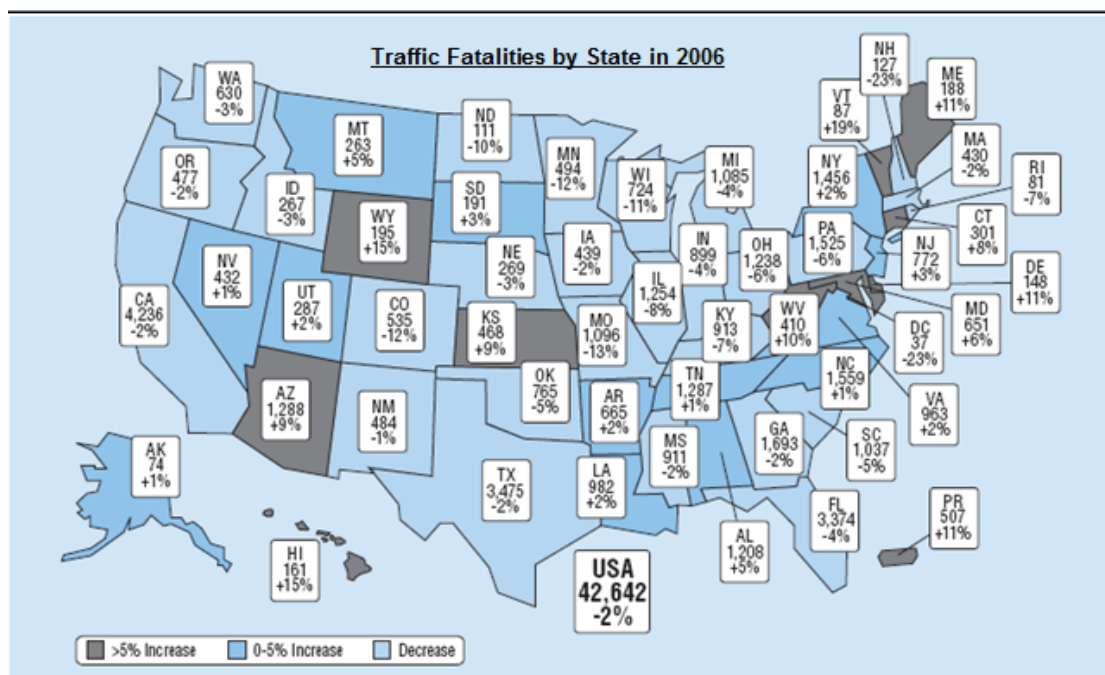 Traffic Fatalities by State in 2006
WA
630
-3%
OR
477
-2%
CA
4,236
-2%
NV
432
+1%
ID
267
-3%
MT
263
+5%
WY
195
+15%
UT
287
+2%
AZ
1,288
+9%
CO
535
-12%
NM
484
-1%
ND
111
-10%
SD
191
+3%
NE
269
-3%
KS
468
+9%
OK
765
-5%
TX
3,475
-2%
MN
494
-12%
IA
439
-2%
MO
1,096
-13%
AR
665
+2%
LA
982
+2%
WI
724
-11%
IL
1,254
-8%
MI
1,085
-4%
IN
899
-4%
OH
1,238
-6%
KY
913
-7%
TN
1,287
+1%
MS
911
-2%
AL
1,208
+5%
GA
1,693
-2%
FL
3,374
-4%
SC
1,037
-5%
NC
1,559
+1%
VA
963
+2%
WV
410
+10%
PA
1,525
-6%
NY
1,456
+2%
VT
87
+19%
NH
127
-23%
ME
188
+11%
MA
430
-2%
RI
81
-7%
CT
301
+8%
NJ
772
+3%
DE
148
+11%
MD
651
+6%
DC
37
-23%
AK
74
+1%
HI
161
+15%
PR
507
+11%
USA
42,642
-2%
>5% Increase
0-5% Increase
Decrease